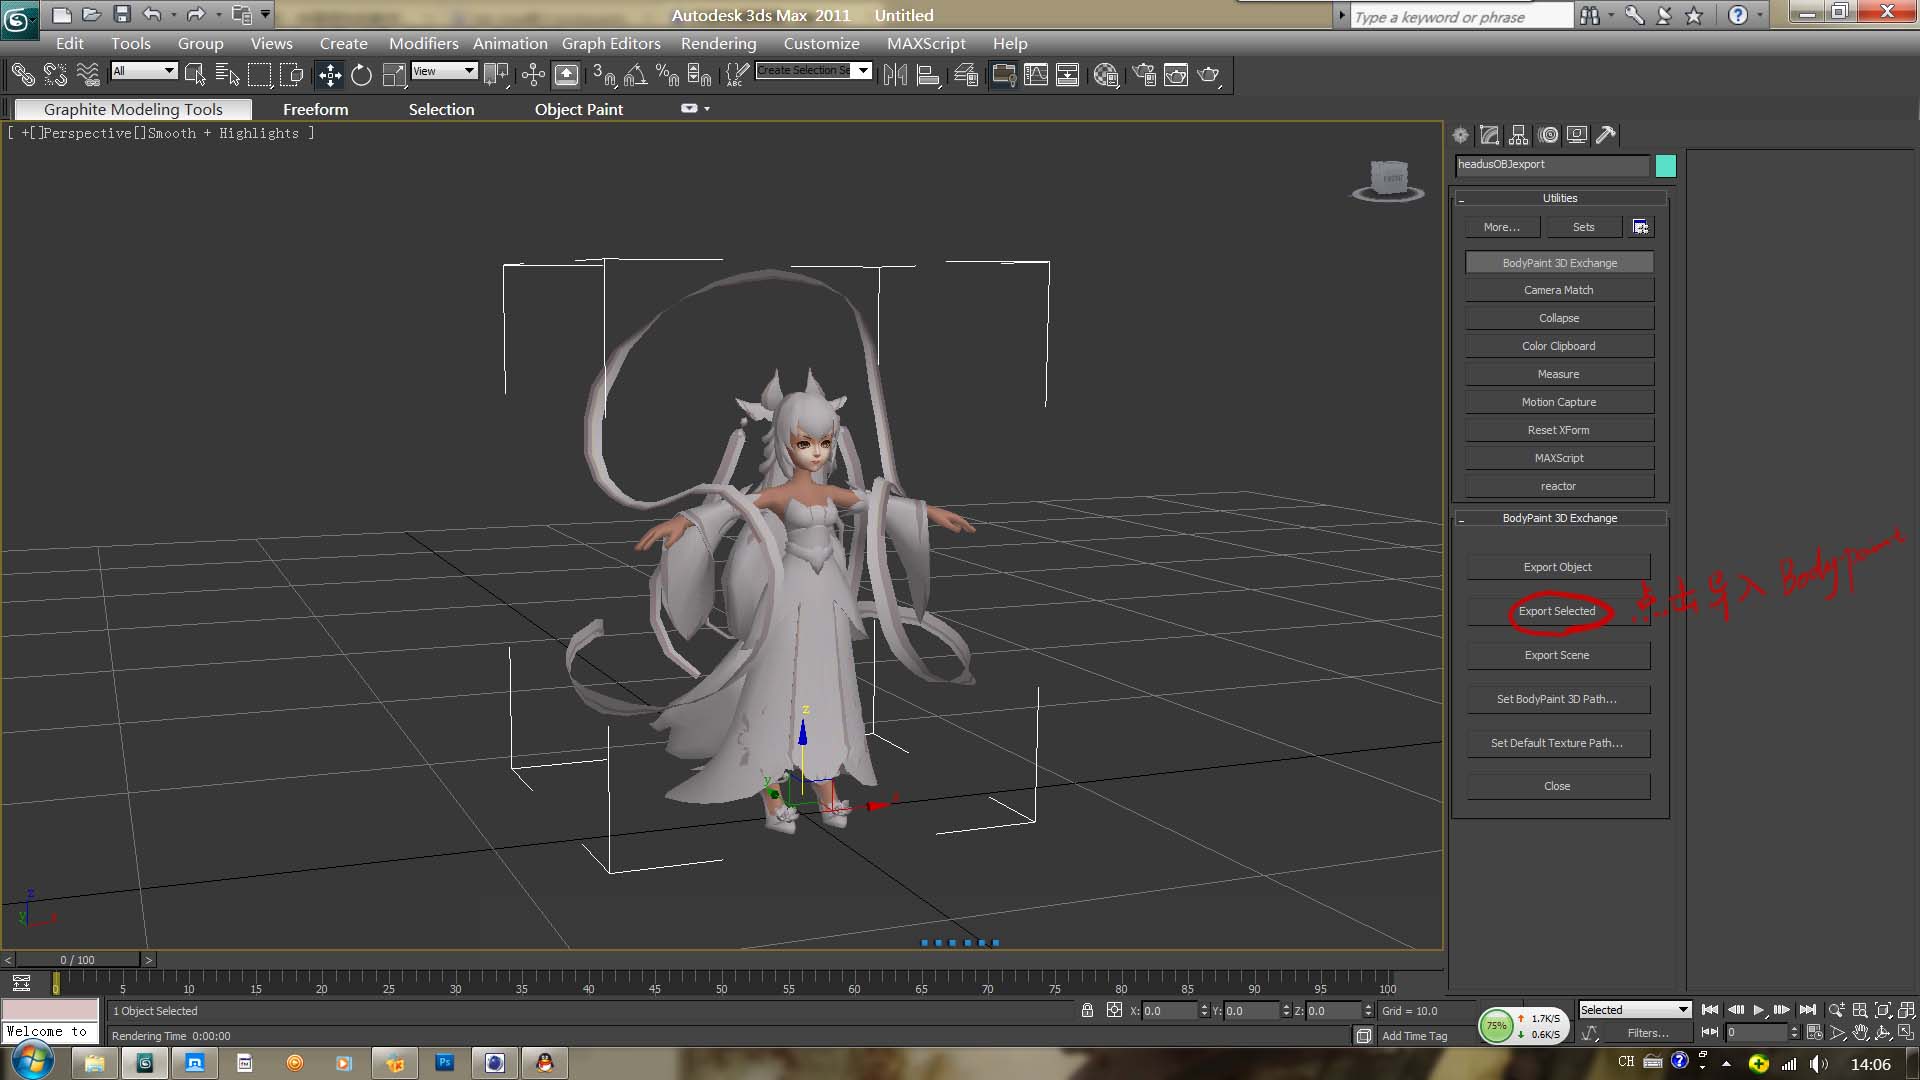 Autodesk 3ds Max 2011 Untitled
Type a keyword or phrase
Edit Tools Group Views Create Modifiers Animation Graph Editors Rendering Customize MAXScript Help
All
View
3
%
ABC
Create Selection Se
Graphite Modeling Tools Freeform Selection Object Paint
[ +[]Perspective[]Smooth + Highlights ]
FRONT
headusOBJexport
Utilities
More... Sets
BodyPaint 3D Exchange
Camera Match
Collapse
Color Clipboard
Measure
Motion Capture
Reset XForm
MAXScript
reactor
BodyPaint 3D Exchange
Export Object
Export Selected
点击导入 Bodypaint
Export Scene
Set BodyPaint 3D Path...
Set Default Texture Path...
Close
z
y
x
z
y
x
< 0 / 100 >
0 5 10 15 20 25 30 35 40 45 50 55 60 65 70 75 80 85 90 95 100
1 Object Selected
X: 0.0 Y: 0.0 Z: 0.0 Grid = 10.0
Selected
Welcome to
Rendering Time 0:00:00
Add Time Tag
75% 1.7K/S
0.6K/S
Filters...
0
Ps
CH
14:06